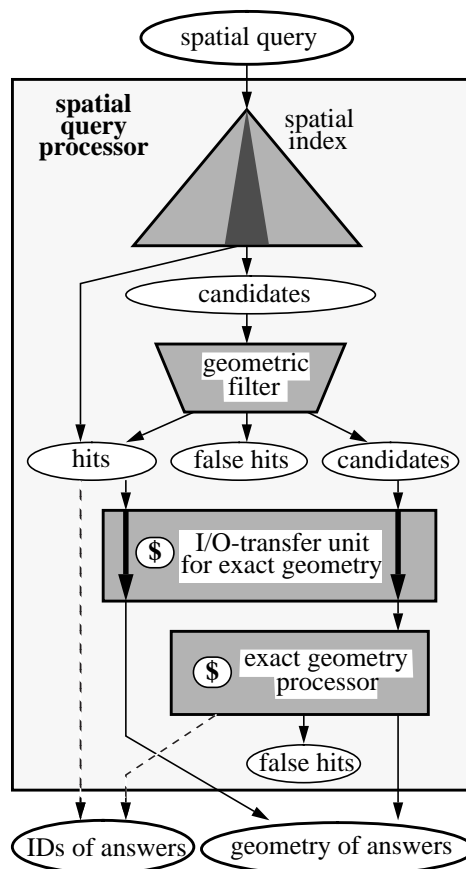 spatial query
spatial
query
processor
spatial
index
candidates
geometric
filter
hits
false hits
candidates
$
I/O-transfer unit
for exact geometry
$
exact geometry
processor
false hits
IDs of answers
geometry of answers